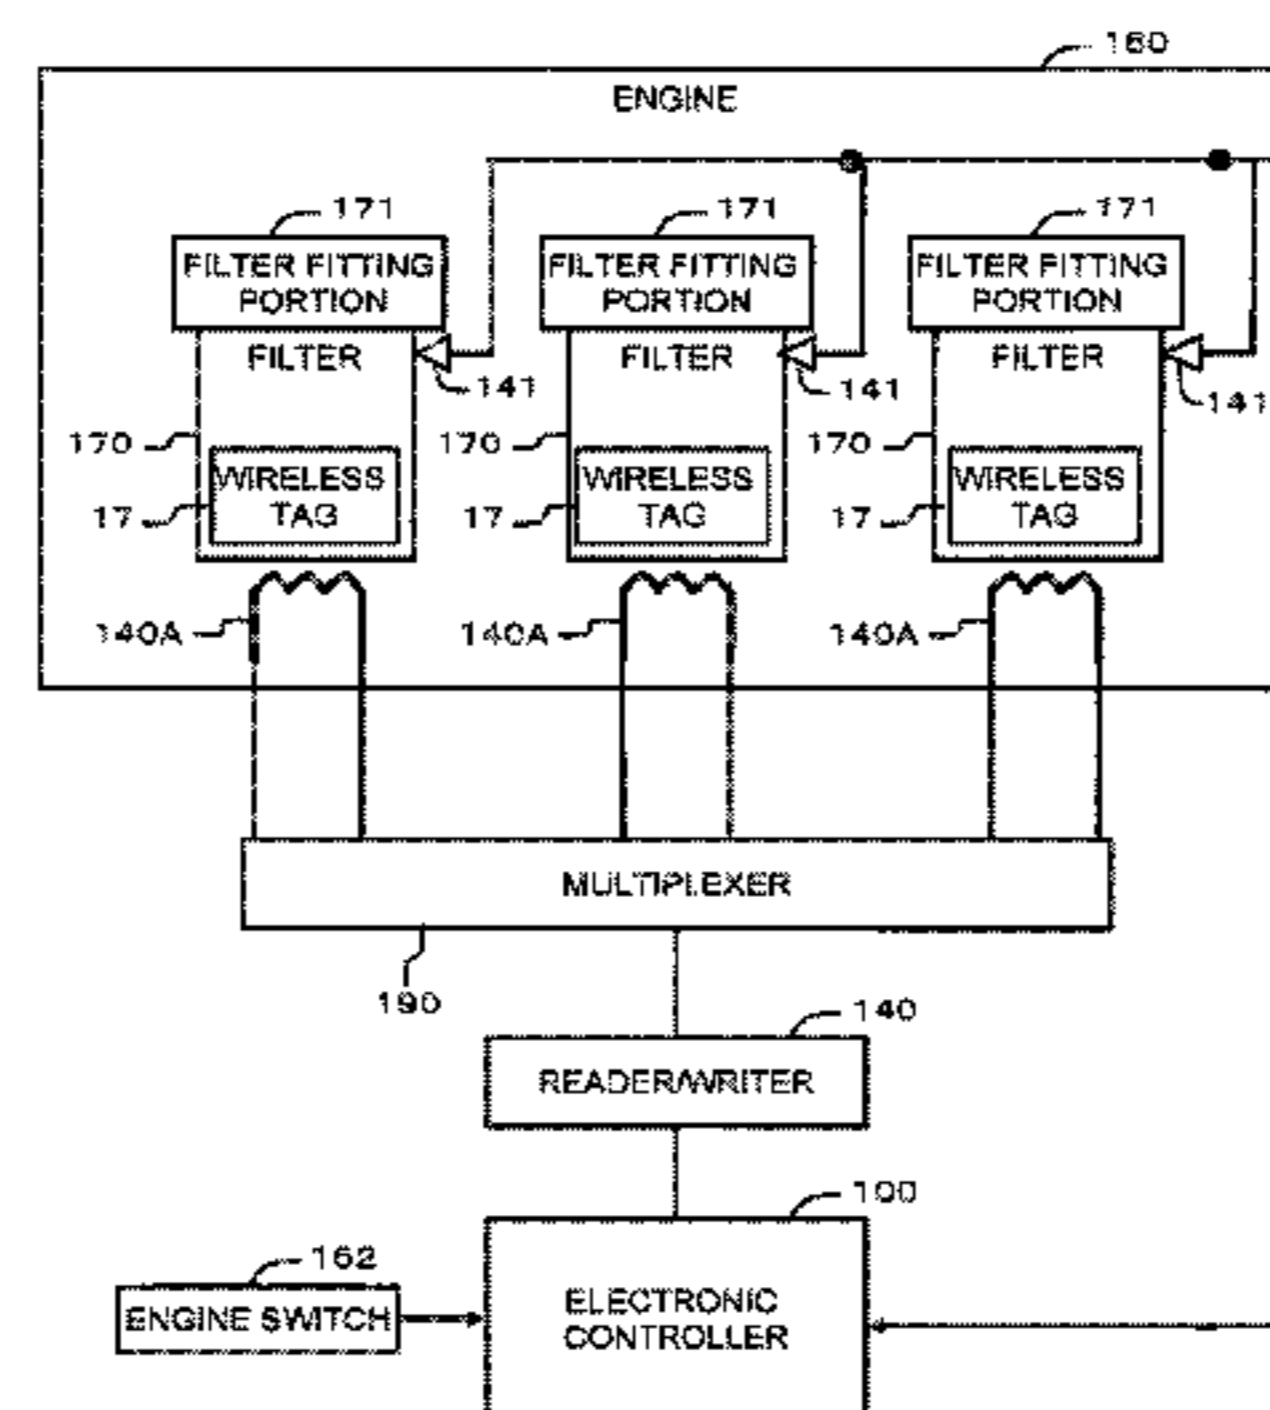 160
ENGINE
171 171 171
FILTER FITTING PORTION
FILTER FITTING PORTION
FILTER FITTING PORTION
FILTER FILTER FILTER
141 141 141
170 170 170
WIRELESS TAG
WIRELESS TAG
WIRELESS TAG
17 17 17
140A 140A 140A
MULTIPLEXER
190
140
READER/WRITER
100
162
ENGINE SWITCH
ELECTRONIC
CONTROLLER